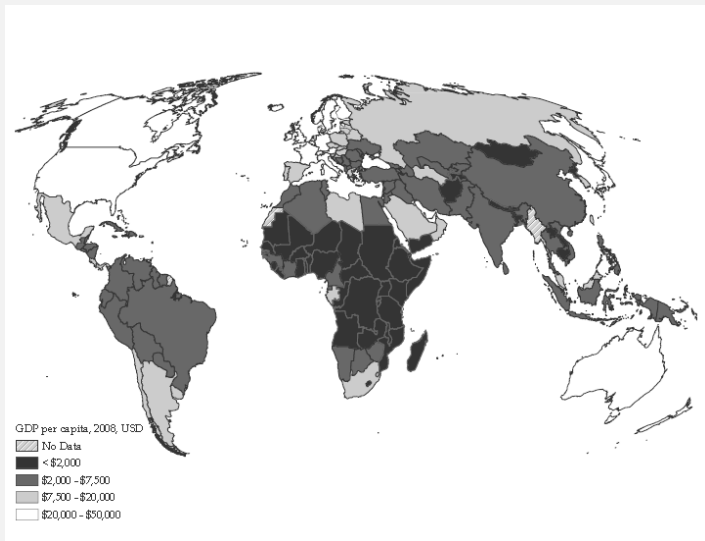 GDP per capita, 2008, USD
No Data
< $2,000
$2,000 - $7,500
$7,500 - $20,000
$20,000 - $50,000